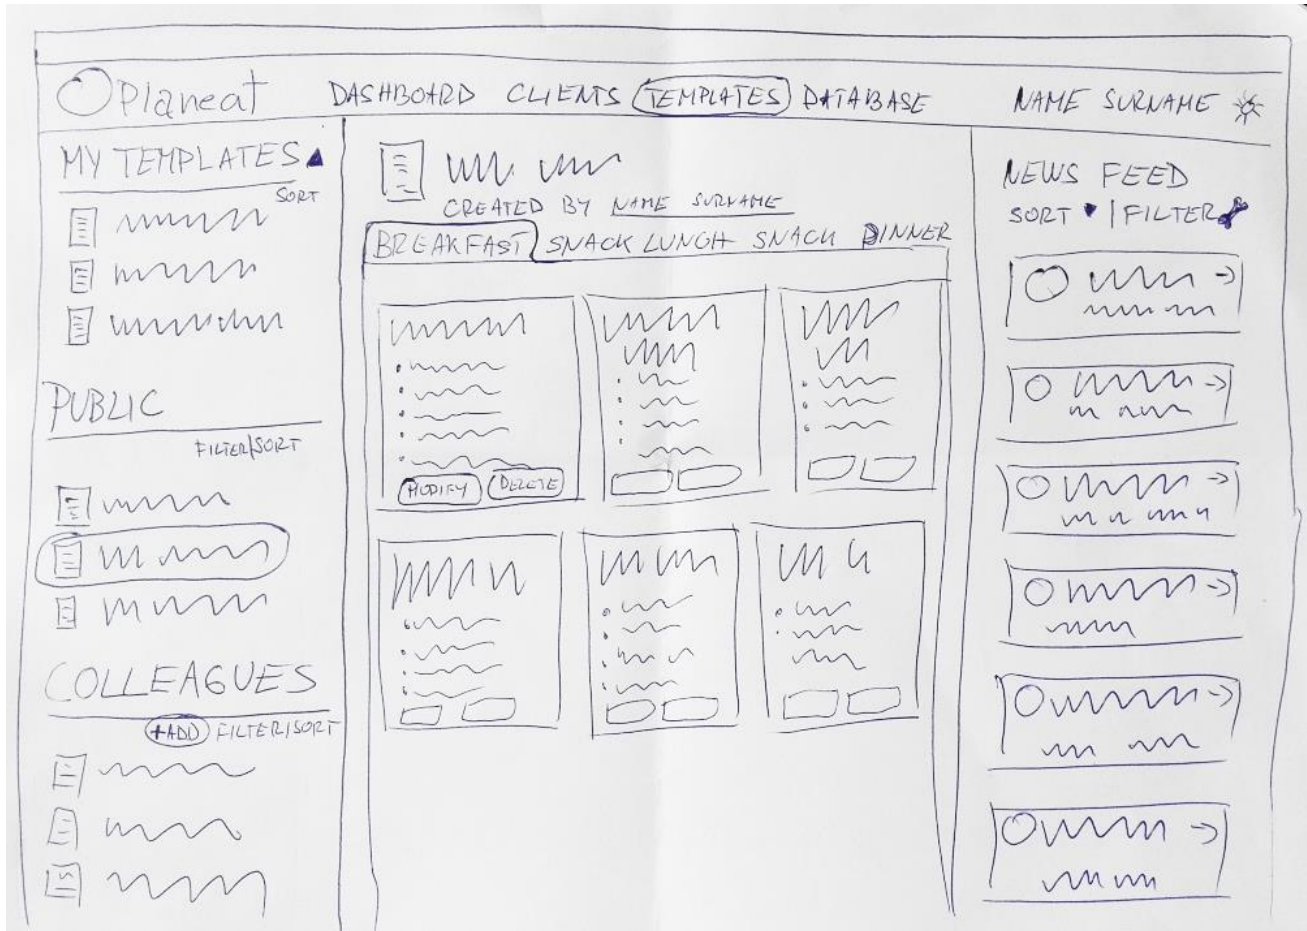 Planeat DASHBOARD CLIENTS TEMPLATES DATABASE NAME SURNAME
MY TEMPLATES
SORT
PUBLIC
FILTER/SORT
COLLEAGUES
+ADD FILTER/SORT
CREATED BY NAME SURNAME
BREAKFAST SNACK LUNCH SNACK DINNER
MODIFY DELETE
NEWS FEED
SORT | FILTER